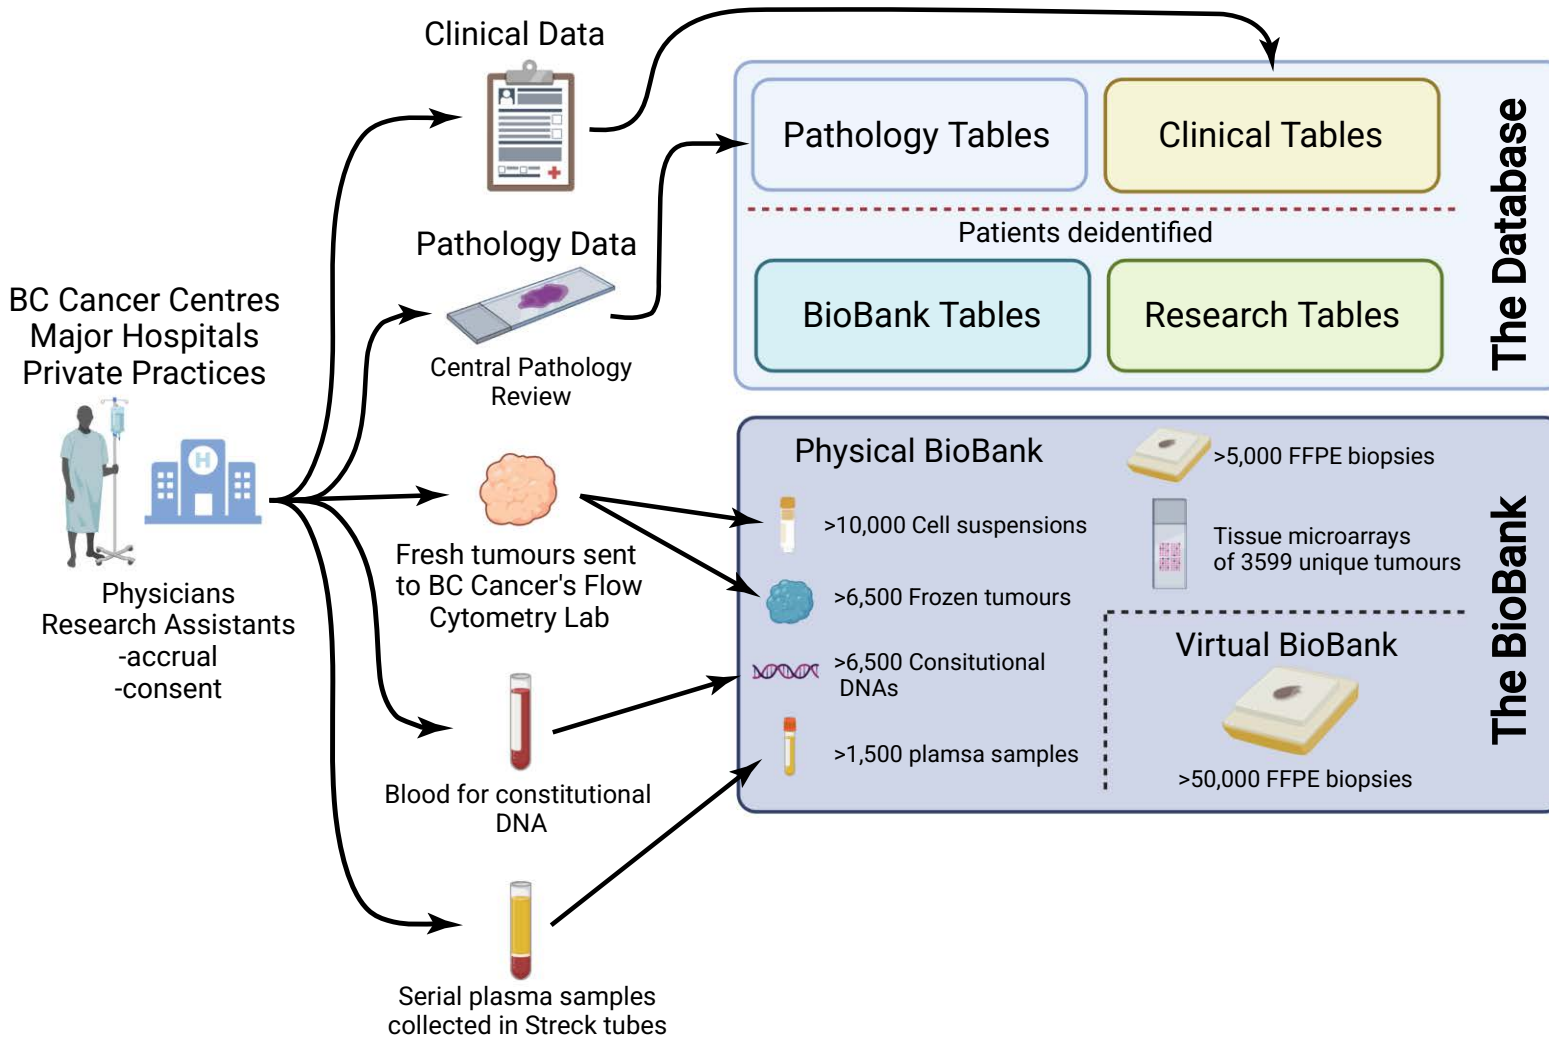 Clinical Data
Pathology Data
Central Pathology
Review
BC Cancer Centres
Major Hospitals
Private Practices
H
Physicians
Research Assistants
-accrual
-consent
Fresh tumours sent
to BC Cancer's Flow
Cytometry Lab
Blood for constitutional
DNA
Serial plasma samples
collected in Streck tubes
Pathology Tables
Clinical Tables
Patients deidentified
BioBank Tables
Research Tables
The Database
Physical BioBank
>10,000 Cell suspensions
>6,500 Frozen tumours
>6,500 Consitutional
DNAs
>1,500 plamsa samples
>5,000 FFPE biopsies
Tissue microarrays
of 3599 unique tumours
Virtual BioBank
>50,000 FFPE biopsies
The BioBank